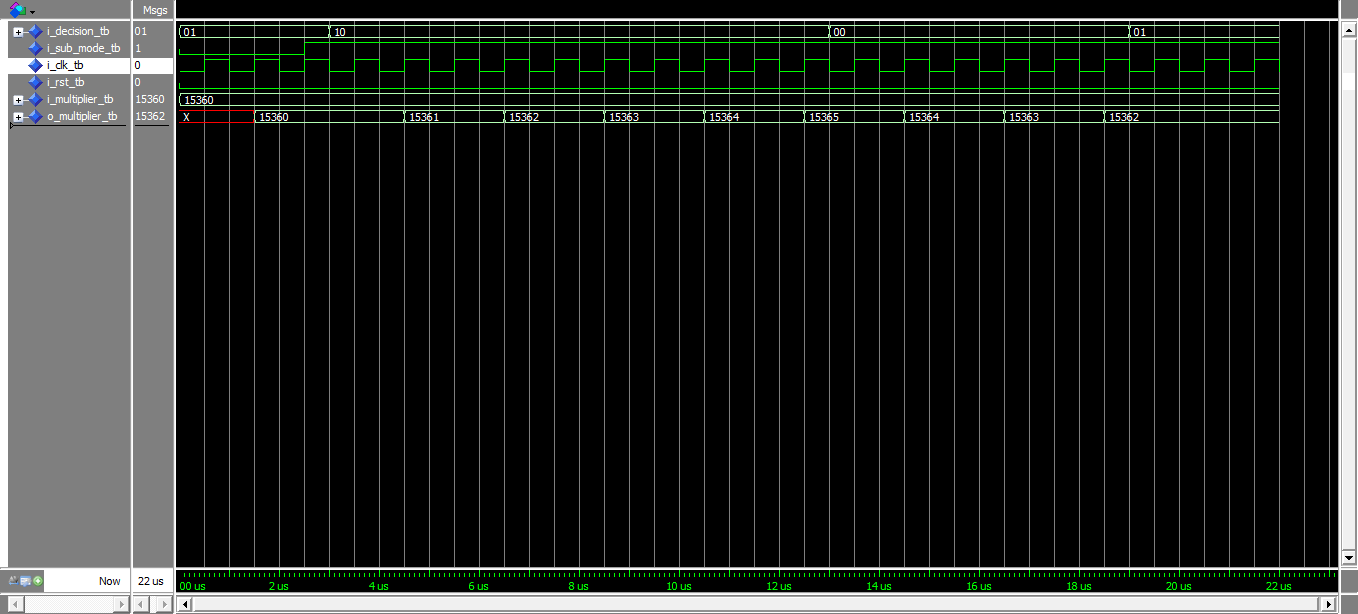 Msgs
i_decision_tb 01 01 10 00 01
i_sub_mode_tb 1
i_clk_tb 0
i_rst_tb 0
i_multiplier_tb 15360 15360
o_multiplier_tb 15362 X 15360 15361 15362 15363 15364 15365 15364 15363 15362
Now 22 us 00 us 2 us 4 us 6 us 8 us 10 us 12 us 14 us 16 us 18 us 20 us 22 us